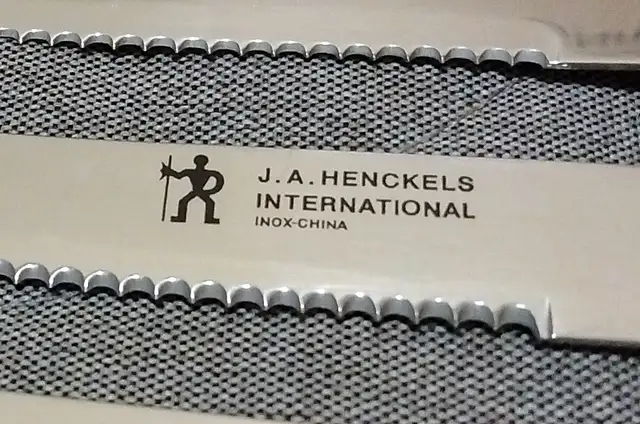 J.A. HENCKELS
INTERNATIONAL
INOX-CHINA